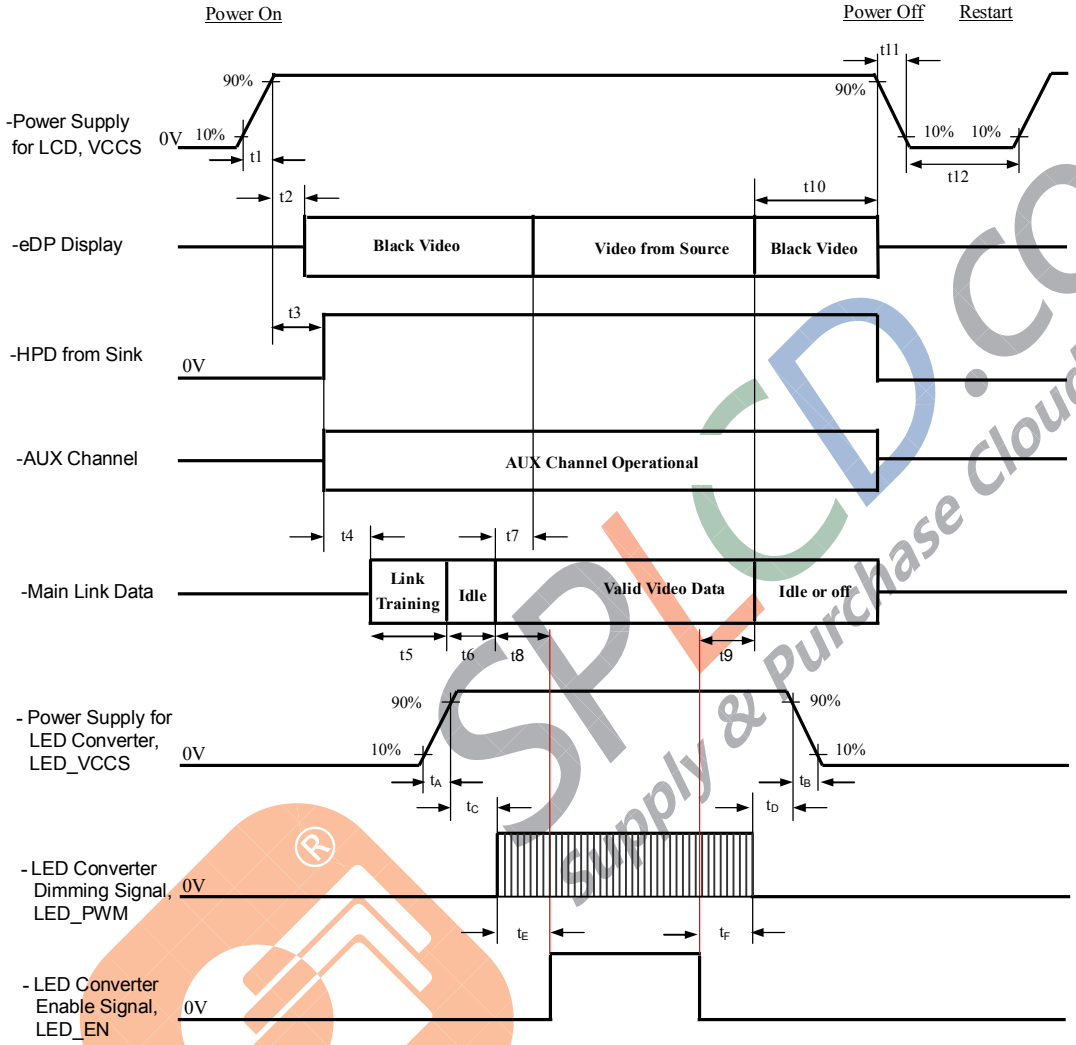 Power On
Power Off
Restart
t11
90%
90%
-Power Supply
for LCD, VCCS
0V
10%
10%
10%
t1
t12
t2
t10
-eDP Display
Black Video
Video from Source
Black Video
t3
-HPD from Sink
0V
-AUX Channel
AUX Channel Operational
t4
t7
-Main Link Data
Link
Training
Idle
Valid Video Data
Idle or off
t5
t6
t8
t9
- Power Supply for
LED Converter,
LED_VCCS
0V
90%
90%
10%
10%
tA
tB
tC
tD
- LED Converter
Dimming Signal,
LED_PWM
0V
tE
tF
- LED Converter
Enable Signal,
LED_EN
0V
SPLCD.CO
Supply & Purchase Cloud
®